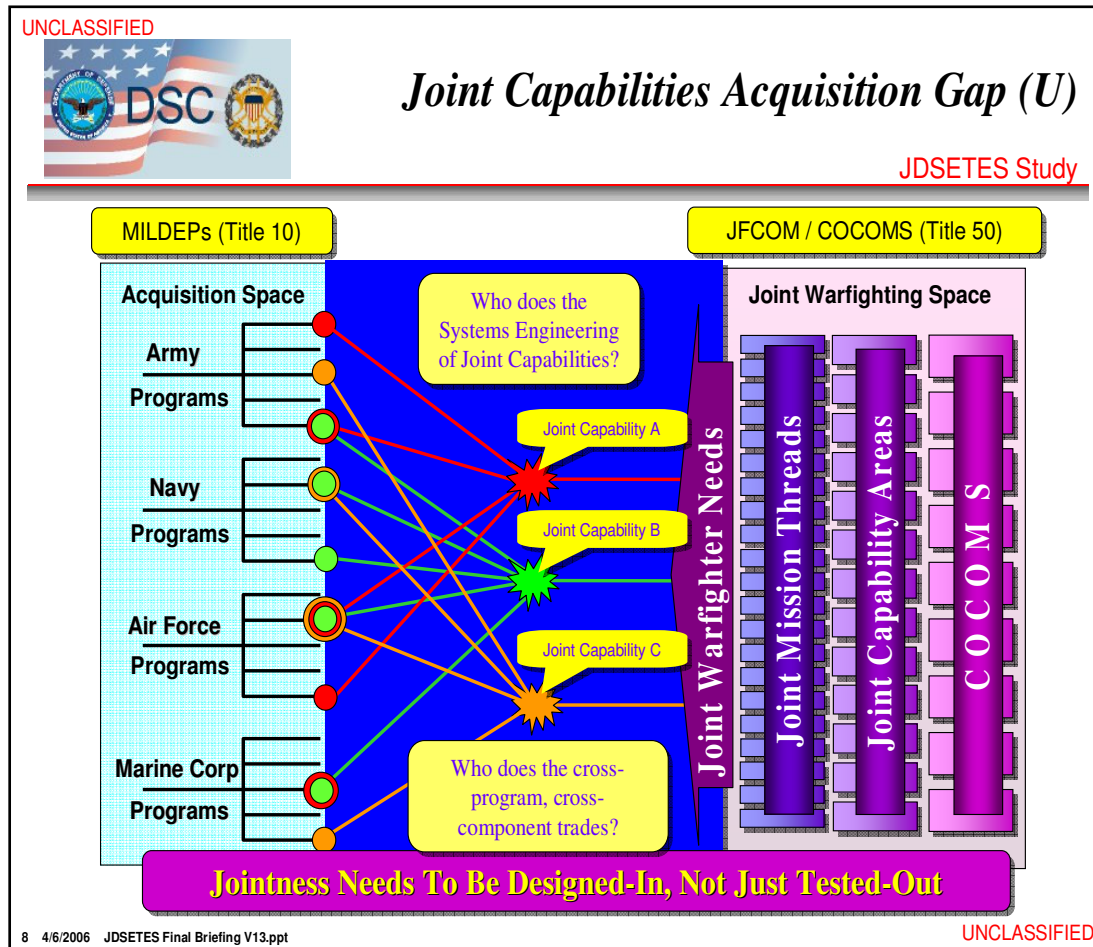 UNCLASSIFIED
DSC
Joint Capabilities Acquisition Gap (U)
JDSETES Study
MILDEPs (Title 10)
JFCOM / COCOMS (Title 50)
Acquisition Space
Army
Programs
Navy
Programs
Air Force
Programs
Marine Corp
Programs
Who does the
Systems Engineering
of Joint Capabilities?
Joint Capability A
Joint Capability B
Joint Capability C
Who does the cross-
program, cross-
component trades?
Joint Warfighter Needs
Joint Warfighting Space
Joint Mission Threads
Joint Capability Areas
COCOM S
Jointness Needs To Be Designed-In, Not Just Tested-Out
8 4/6/2006 JDSETES Final Briefing V13.ppt
UNCLASSIFIED